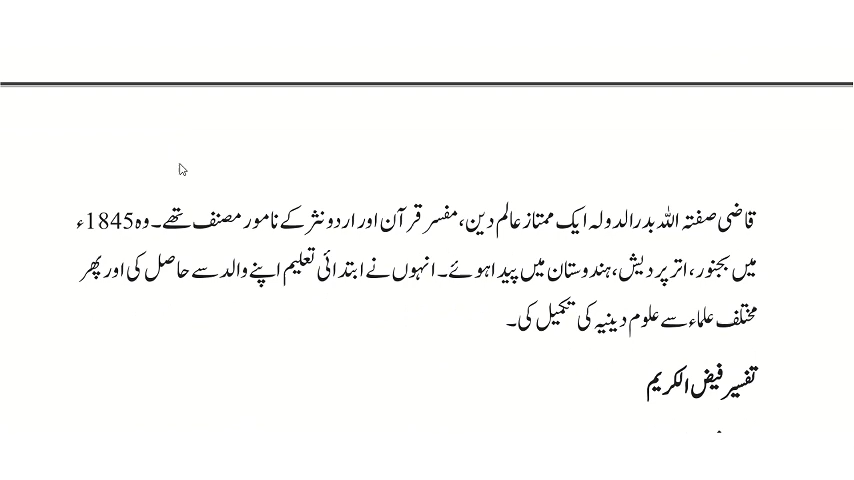 قاضی صفتہ اللہ بدرالدولہ ایک ممتاز عالم دین، مفسر قرآن اور اردو نثر کے نامور مصنف تھے۔ وہ 1845ء
میں بجنور، اتر پردیش، ہندوستان میں پیدا ہوئے۔ انہوں نے ابتدائی تعلیم اپنے والد سے حاصل کی اور پھر
مختلف علماء سے علوم دینیہ کی تکمیل کی۔
تفسیر فیض الکریم